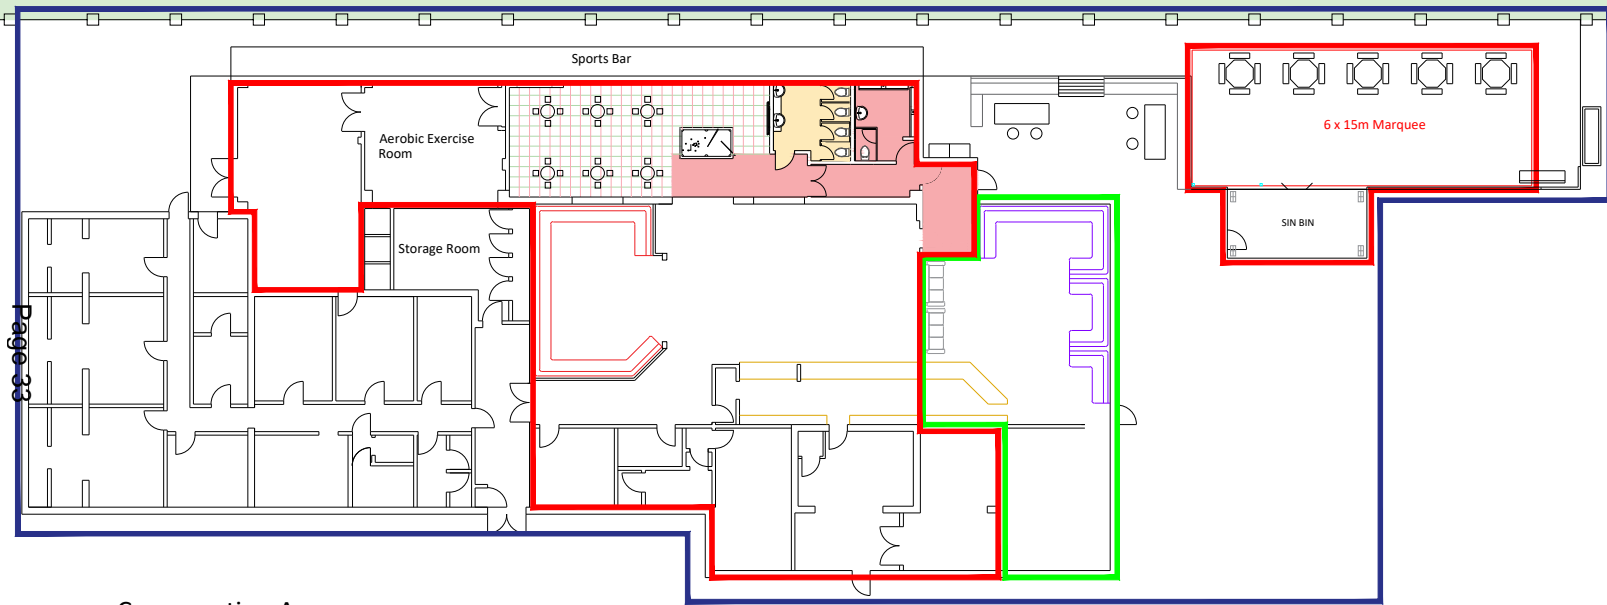 Sports Bar
6 x 15m Marquee
Aerobic Exercise
Room
SIN BIN
Storage Room
Page 33